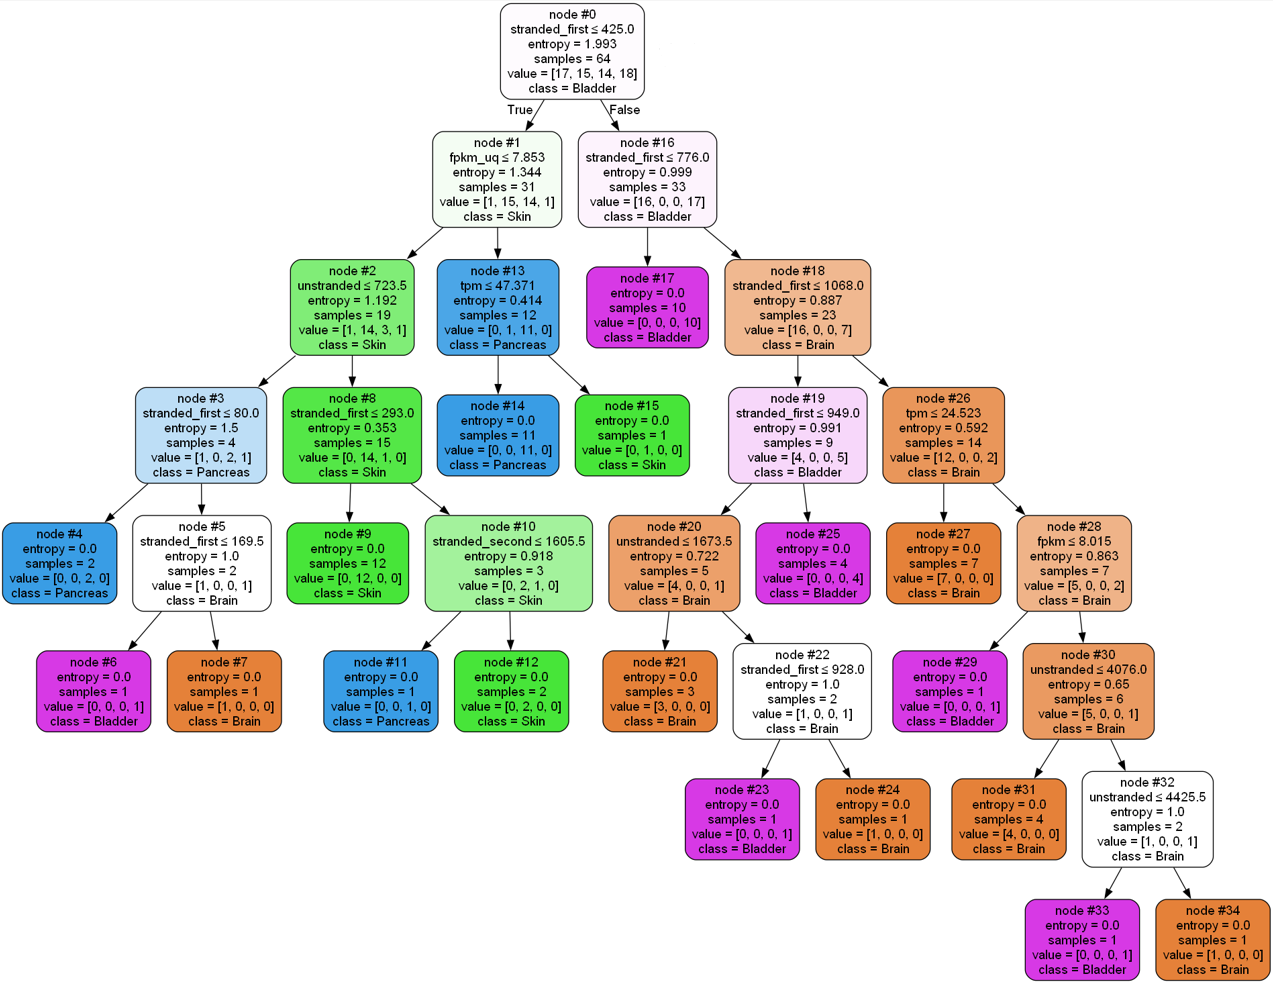 node #0
stranded_first ≤ 425.0
entropy = 1.993
samples = 64
value = [17, 15, 14, 18]
class = Bladder
True
False
node #1
fpkm_uq ≤ 7.853
entropy = 1.344
samples = 31
value = [1, 15, 14, 1]
class = Skin
node #16
stranded_first ≤ 776.0
entropy = 0.999
samples = 33
value = [16, 0, 0, 17]
class = Bladder
node #2
unstranded ≤ 723.5
entropy = 1.192
samples = 19
value = [1, 14, 3, 1]
class = Skin
node #13
tpm ≤ 47.371
entropy = 0.414
samples = 12
value = [0, 1, 11, 0]
class = Pancreas
node #17
entropy = 0.0
samples = 10
value = [0, 0, 0, 10]
class = Bladder
node #18
stranded_first ≤ 1068.0
entropy = 0.887
samples = 23
value = [16, 0, 0, 7]
class = Brain
node #3
stranded_first ≤ 80.0
entropy = 1.5
samples = 4
value = [1, 0, 2, 1]
class = Pancreas
node #8
stranded_first ≤ 293.0
entropy = 0.353
samples = 15
value = [0, 14, 1, 0]
class = Skin
node #14
entropy = 0.0
samples = 11
value = [0, 0, 11, 0]
class = Pancreas
node #15
entropy = 0.0
samples = 1
value = [0, 1, 0, 0]
class = Skin
node #19
stranded_first ≤ 949.0
entropy = 0.991
samples = 9
value = [4, 0, 0, 5]
class = Bladder
node #26
tpm ≤ 24.523
entropy = 0.592
samples = 14
value = [12, 0, 0, 2]
class = Brain
node #4
entropy = 0.0
samples = 2
value = [0, 0, 2, 0]
class = Pancreas
node #5
stranded_first ≤ 169.5
entropy = 1.0
samples = 2
value = [1, 0, 0, 1]
class = Brain
node #9
entropy = 0.0
samples = 12
value = [0, 12, 0, 0]
class = Skin
node #10
stranded_second ≤ 1605.5
entropy = 0.918
samples = 3
value = [0, 2, 1, 0]
class = Skin
node #20
unstranded ≤ 1673.5
entropy = 0.722
samples = 5
value = [4, 0, 0, 1]
class = Brain
node #25
entropy = 0.0
samples = 4
value = [0, 0, 0, 4]
class = Bladder
node #27
entropy = 0.0
samples = 7
value = [7, 0, 0, 0]
class = Brain
node #28
fpkm ≤ 8.015
entropy = 0.863
samples = 7
value = [5, 0, 0, 2]
class = Brain
node #6
entropy = 0.0
samples = 1
value = [0, 0, 0, 1]
class = Bladder
node #7
entropy = 0.0
samples = 1
value = [1, 0, 0, 0]
class = Brain
node #11
entropy = 0.0
samples = 1
value = [0, 0, 1, 0]
class = Pancreas
node #12
entropy = 0.0
samples = 2
value = [0, 2, 0, 0]
class = Skin
node #21
entropy = 0.0
samples = 3
value = [3, 0, 0, 0]
class = Brain
node #22
stranded_first ≤ 928.0
entropy = 1.0
samples = 2
value = [1, 0, 0, 1]
class = Brain
node #29
entropy = 0.0
samples = 1
value = [0, 0, 0, 1]
class = Bladder
node #30
unstranded ≤ 4076.0
entropy = 0.65
samples = 6
value = [5, 0, 0, 1]
class = Brain
node #23
entropy = 0.0
samples = 1
value = [0, 0, 0, 1]
class = Bladder
node #24
entropy = 0.0
samples = 1
value = [1, 0, 0, 0]
class = Brain
node #31
entropy = 0.0
samples = 4
value = [4, 0, 0, 0]
class = Brain
node #32
unstranded ≤ 4425.5
entropy = 1.0
samples = 2
value = [1, 0, 0, 1]
class = Brain
node #33
entropy = 0.0
samples = 1
value = [0, 0, 0, 1]
class = Bladder
node #34
entropy = 0.0
samples = 1
value = [1, 0, 0, 0]
class = Brain